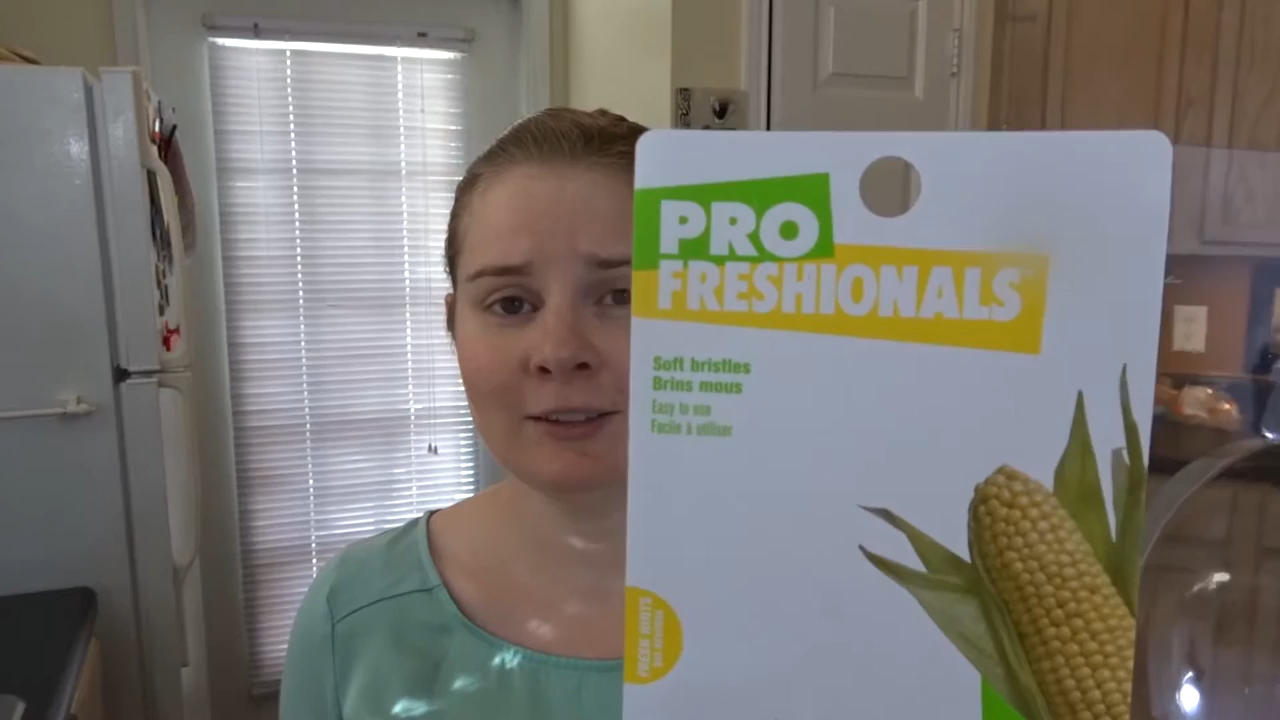 PRO
FRESHIONALS
Soft bristles
Brins mous
Easy to use
Facile à utiliser